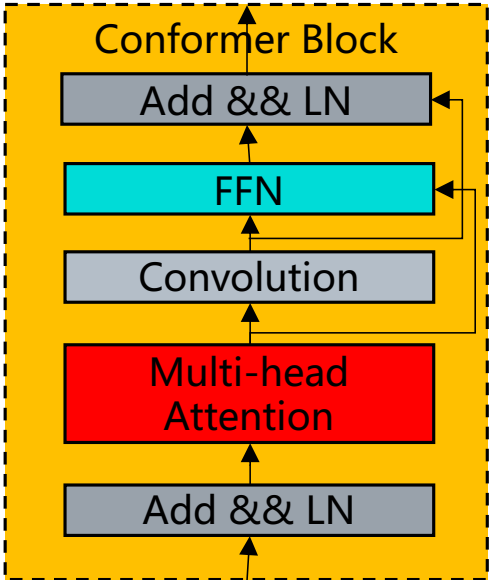 Conformer Block
Add && LN
FFN
Convolution
Multi-head
Attention
Add && LN